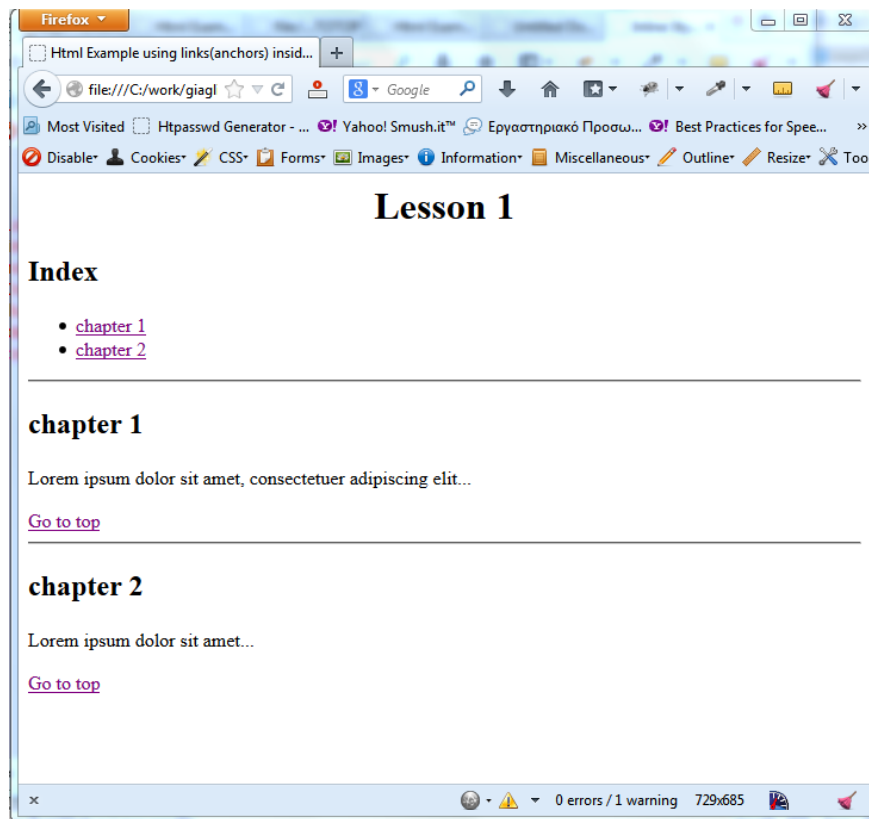 Firefox
Html Example using links(anchors) insid...
file:///C:/work/giagl
8 Google
Most Visited Htpasswd Generator - ... Yahoo! Smush.it™ Εργαστηριακό Προσω... Best Practices for Spee... »
Disable Cookies CSS Forms Images Information Miscellaneous Outline Resize Too
Lesson 1
Index
• chapter 1
• chapter 2
chapter 1
Lorem ipsum dolor sit amet, consectetuer adipiscing elit...
Go to top
chapter 2
Lorem ipsum dolor sit amet...
Go to top
x 0 errors / 1 warning 729x685